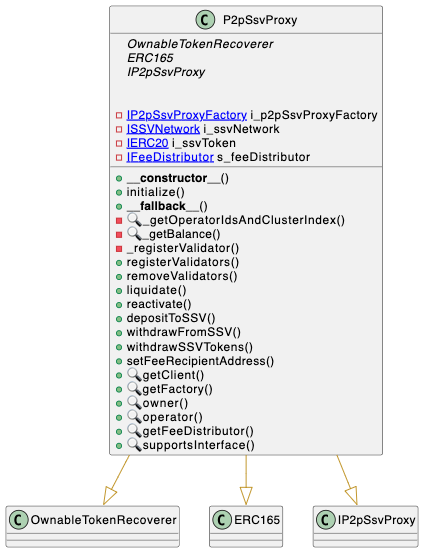 C P2pSsvProxy
OwnableTokenRecoverer
ERC165
IP2pSsvProxy
IP2pSsvProxyFactory i_p2pSsvProxyFactory
ISSVNetwork i_ssvNetwork
IERC20 i_ssvToken
IFeeDistributor s_feeDistributor
__constructor__()
initialize()
__fallback__()
_getOperatorIdsAndClusterIndex()
_getBalance()
_registerValidator()
registerValidators()
removeValidators()
liquidate()
reactivate()
depositToSSV()
withdrawFromSSV()
withdrawSSVTokens()
setFeeRecipientAddress()
getClient()
getFactory()
owner()
operator()
getFeeDistributor()
supportsInterface()
C OwnableTokenRecoverer
C ERC165
C IP2pSsvProxy